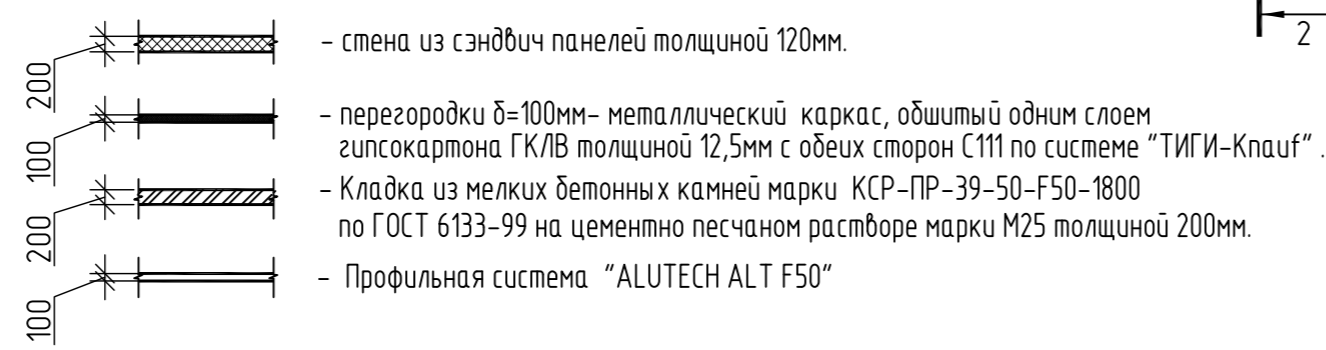 2
200
– стена из сэндвич панелей толщиной 120мм.
100
– перегородки δ=100мм– металлический каркас, обшитый одним слоем
гипсокартона ГКЛВ толщиной 12,5мм с обеих сторон С111 по системе "ТИГИ-Knauf" .
200
– Кладка из мелких бетонных камней марки КСР-ПР-39-50-F50-1800
по ГОСТ 6133-99 на цементно песчаном растворе марки М25 толщиной 200мм.
100
– Профильная система "ALUTECH ALT F50"